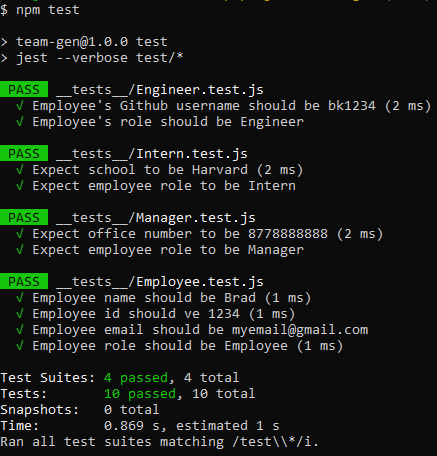 $ npm test
> team-gen@1.0.0 test
> jest --verbose test/*
PASS __tests__/Engineer.test.js
√ Employee's Github username should be bk1234 (2 ms)
√ Employee's role should be Engineer
PASS __tests__/Intern.test.js
√ Expect school to be Harvard (2 ms)
√ Expect employee role to be Intern
PASS __tests__/Manager.test.js
√ Expect office number to be 8778888888 (2 ms)
√ Expect employee role to be Manager
PASS __tests__/Employee.test.js
√ Employee name should be Brad (1 ms)
√ Employee id should ve 1234 (1 ms)
√ Employee email should be myemail@gmail.com
√ Employee role should be Employee (1 ms)
Test Suites: 4 passed, 4 total
Tests: 10 passed, 10 total
Snapshots: 0 total
Time: 0.869 s, estimated 1 s
Ran all test suites matching /test\\*/i.